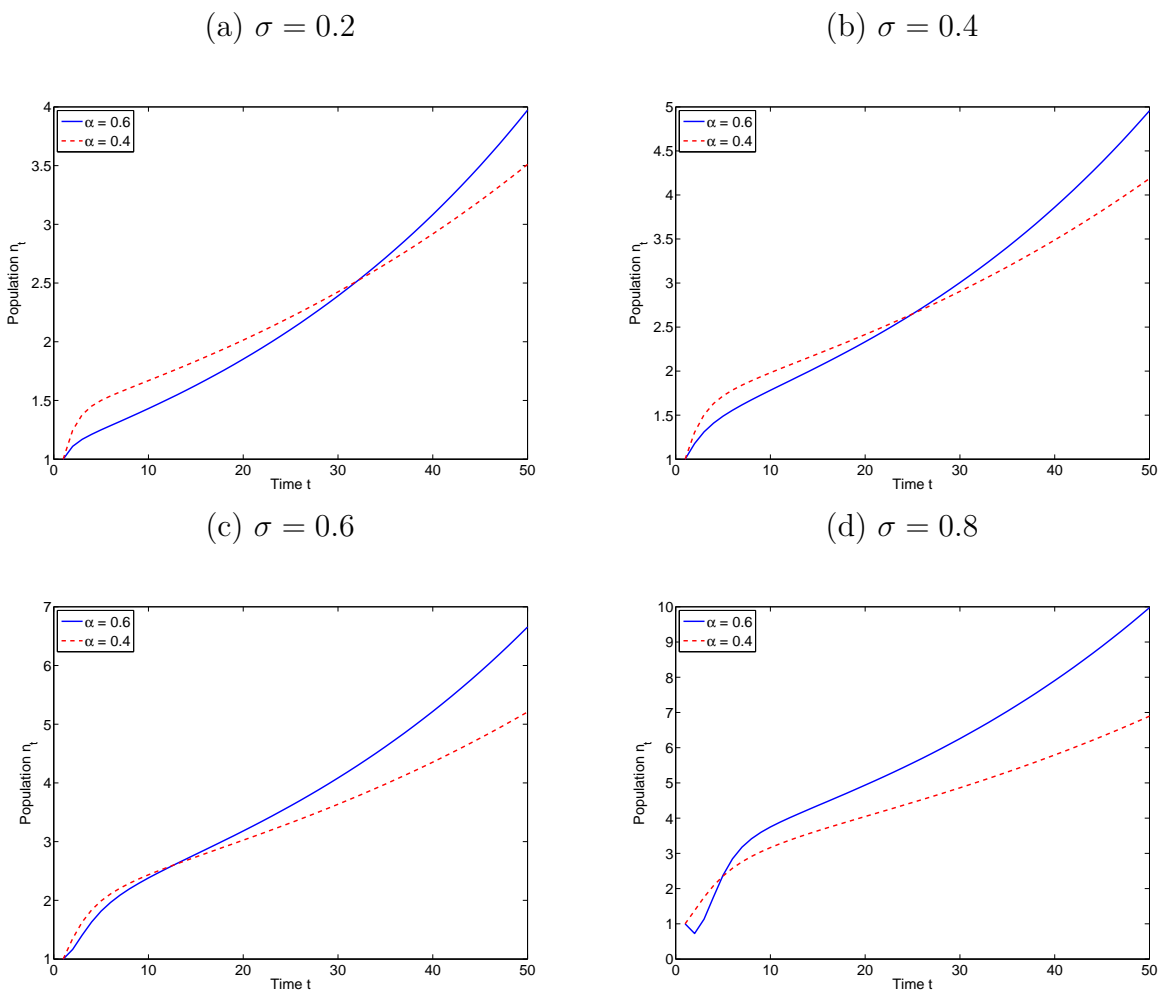 (a) σ = 0.2
4
3.5
3
2.5
2
1.5
1
0 10 20 30 40 50
Population n_t
Time t
α = 0.6
α = 0.4
(b) σ = 0.4
5
4.5
4
3.5
3
2.5
2
1.5
1
0 10 20 30 40 50
Population n_t
Time t
α = 0.6
α = 0.4
(c) σ = 0.6
7
6
5
4
3
2
1
0 10 20 30 40 50
Population n_t
Time t
α = 0.6
α = 0.4
(d) σ = 0.8
10
9
8
7
6
5
4
3
2
1
0
0 10 20 30 40 50
Population n_t
Time t
α = 0.6
α = 0.4